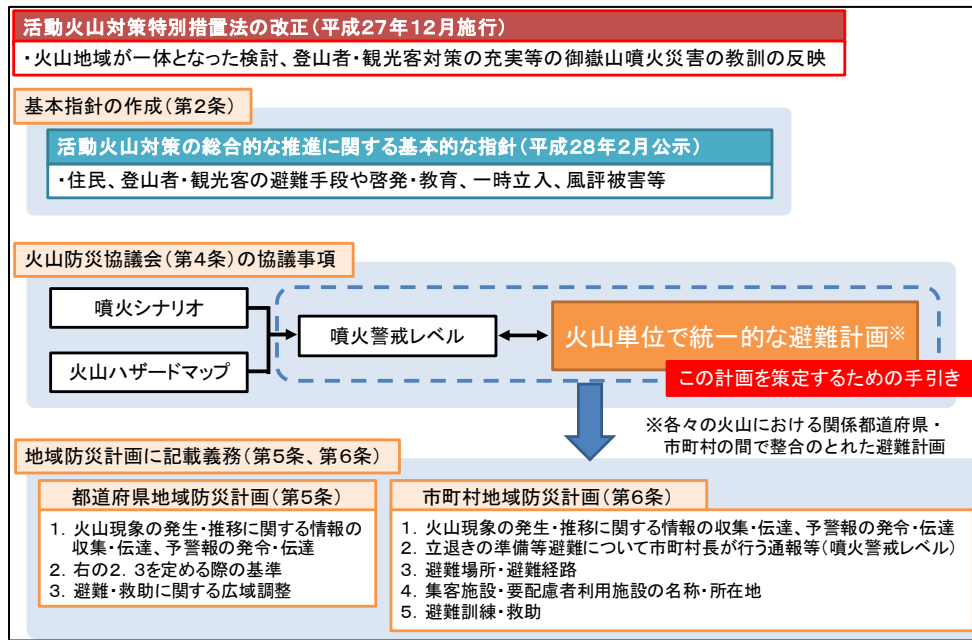 活動火山対策特別措置法の改正（平成27年12月施行）
・火山地域が一体となった検討、登山者・観光客対策の充実等の御嶽山噴火災害の教訓の反映
基本指針の作成（第2条）
活動火山対策の総合的な推進に関する基本的な指針（平成28年2月公示）
・住民、登山者・観光客の避難手段や啓発・教育、一時立入、風評被害等
火山防災協議会（第4条）の協議事項
噴火シナリオ
火山ハザードマップ
噴火警戒レベル
火山単位で統一的な避難計画※
この計画を策定するための手引き
※各々の火山における関係都道府県・
市町村の間で整合のとれた避難計画
地域防災計画に記載義務（第5条、第6条）
都道府県地域防災計画（第5条）
1. 火山現象の発生・推移に関する情報の
収集・伝達、予警報の発令・伝達
2. 右の2. 3を定める際の基準
3. 避難・救助に関する広域調整
市町村地域防災計画（第6条）
1. 火山現象の発生・推移に関する情報の収集・伝達、予警報の発令・伝達
2. 立退きの準備等避難について市町村長が行う通報等（噴火警戒レベル）
3. 避難場所・避難経路
4. 集客施設・要配慮者利用施設の名称・所在地
5. 避難訓練・救助